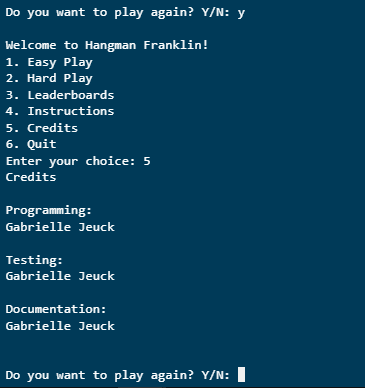 Do you want to play again? Y/N: y
Welcome to Hangman Franklin!
1. Easy Play
2. Hard Play
3. Leaderboards
4. Instructions
5. Credits
6. Quit
Enter your choice: 5
Credits
Programming:
Gabrielle Jeuck
Testing:
Gabrielle Jeuck
Documentation:
Gabrielle Jeuck
Do you want to play again? Y/N: